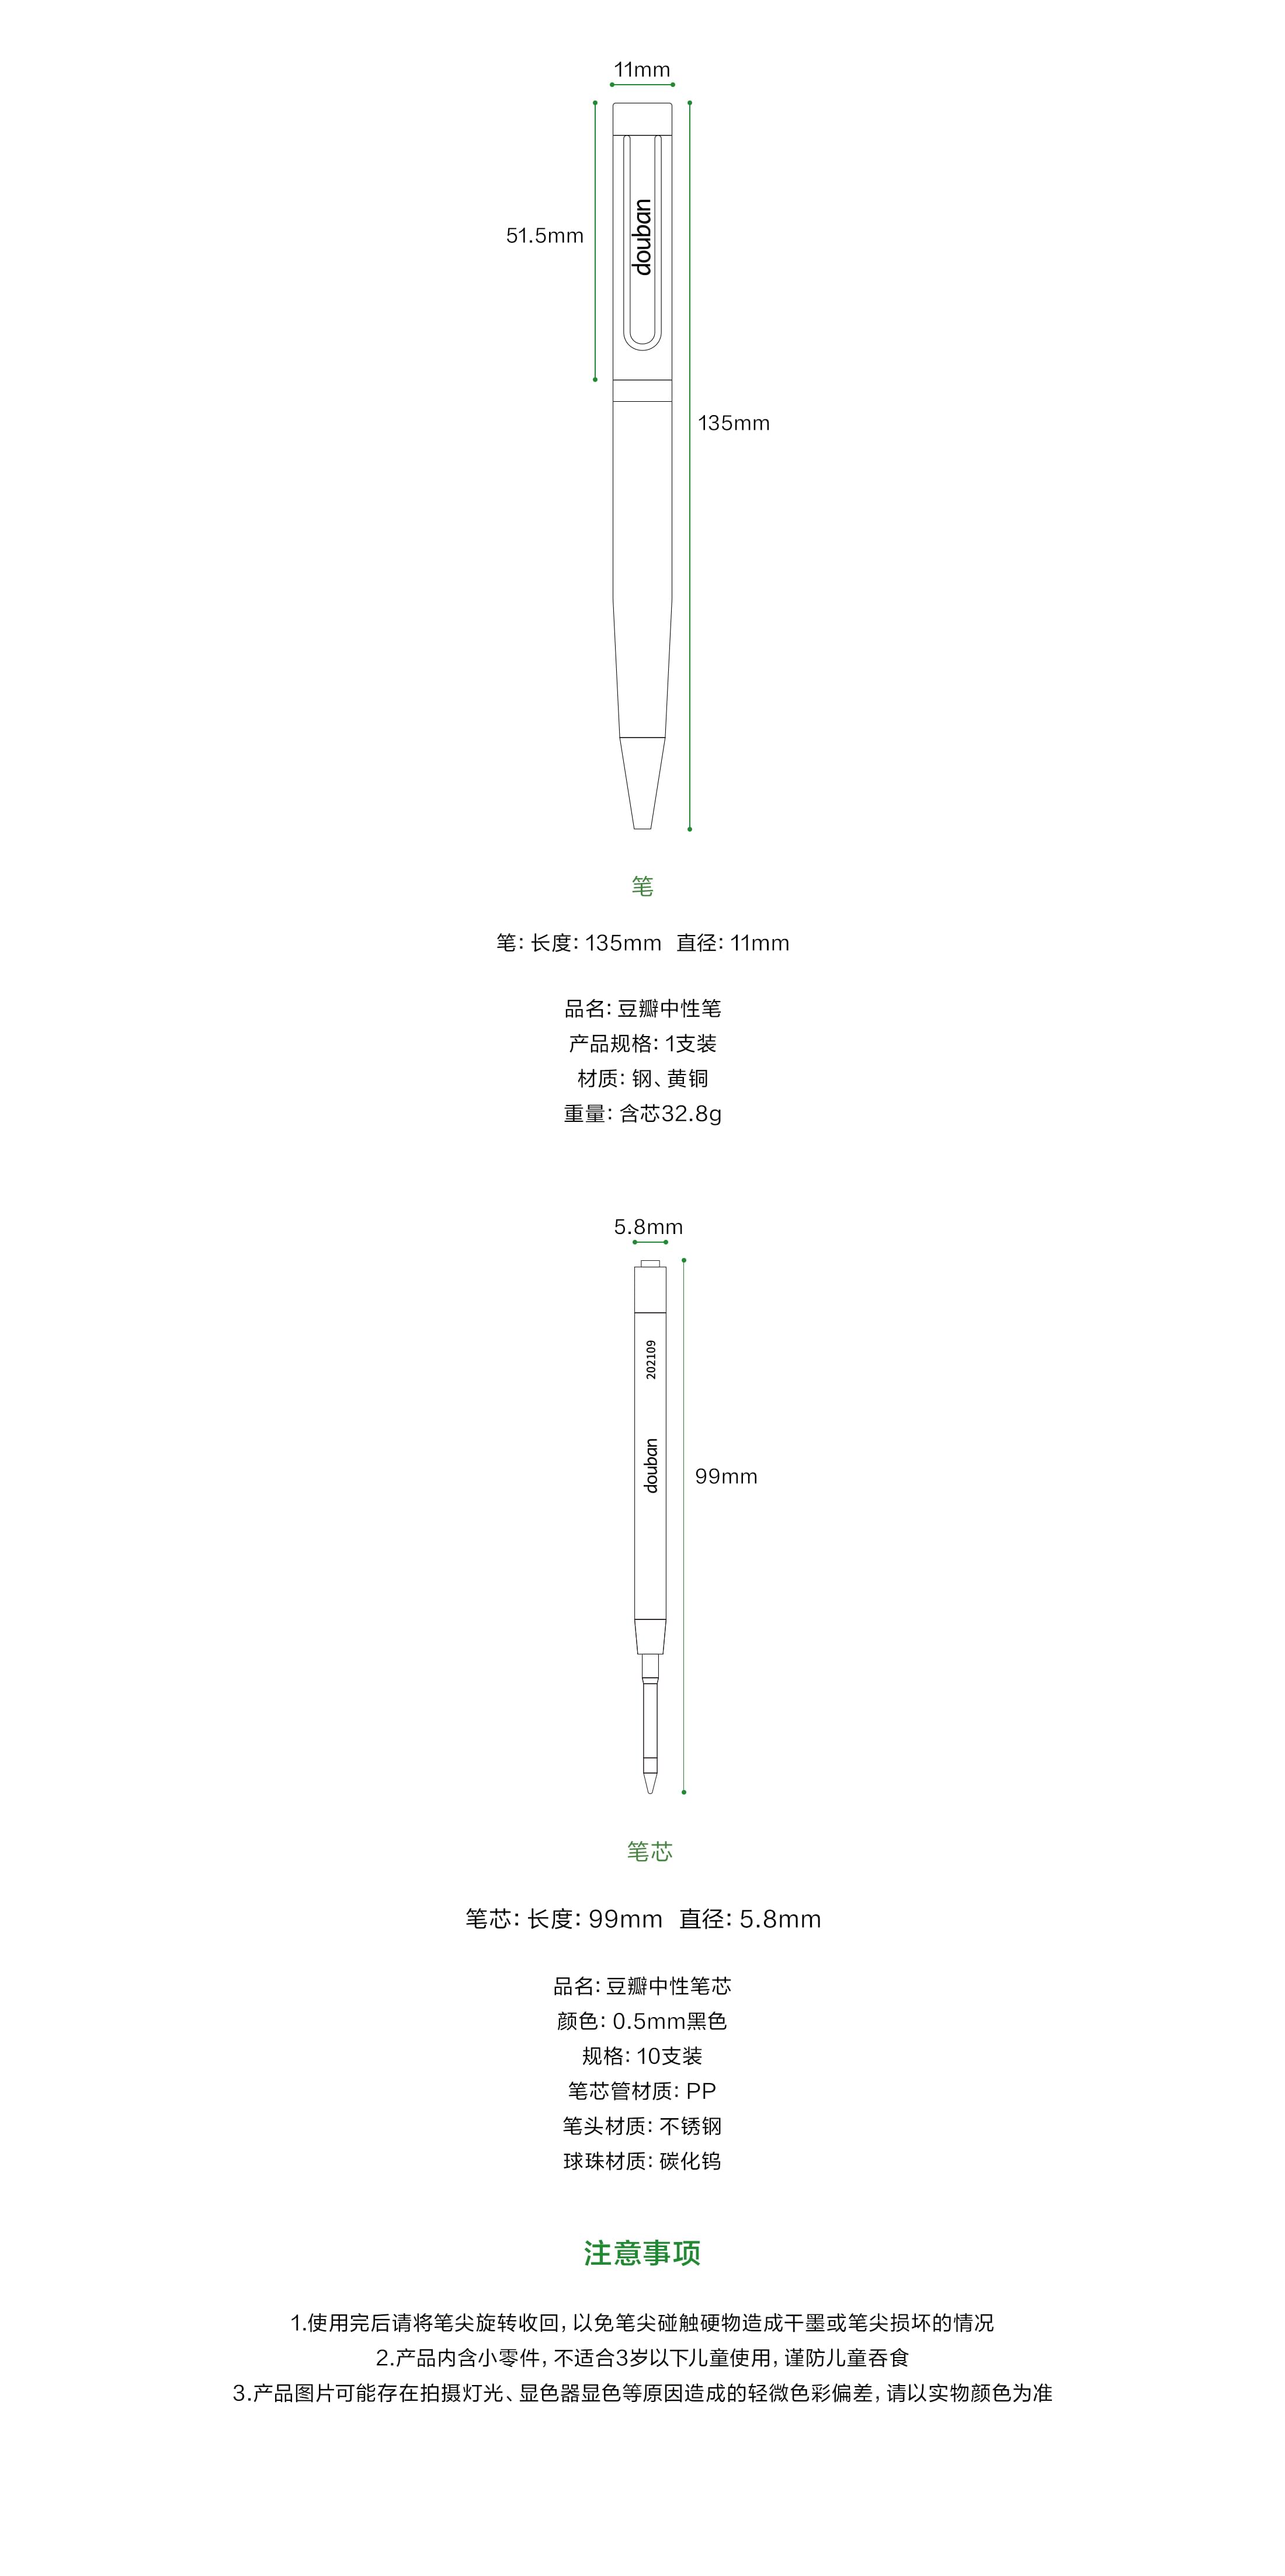 11mm
douban
51.5mm
135mm
笔
笔: 长度: 135mm 直径: 11mm
品名: 豆瓣中性笔
产品规格: 1支装
材质: 钢、黄铜
重量: 含芯32.8g
5.8mm
202109
douban
99mm
笔芯
笔芯: 长度: 99mm 直径: 5.8mm
品名: 豆瓣中性笔芯
颜色: 0.5mm黑色
规格: 10支装
笔芯管材质: PP
笔头材质: 不锈钢
球珠材质: 碳化钨
注意事项
1.使用完后请将笔尖旋转收回, 以免笔尖碰触硬物造成干墨或笔尖损坏的情况
2.产品内含小零件, 不适合3岁以下儿童使用, 谨防儿童吞食
3.产品图片可能存在拍摄灯光、显色器显色等原因造成的轻微色彩偏差, 请以实物颜色为准